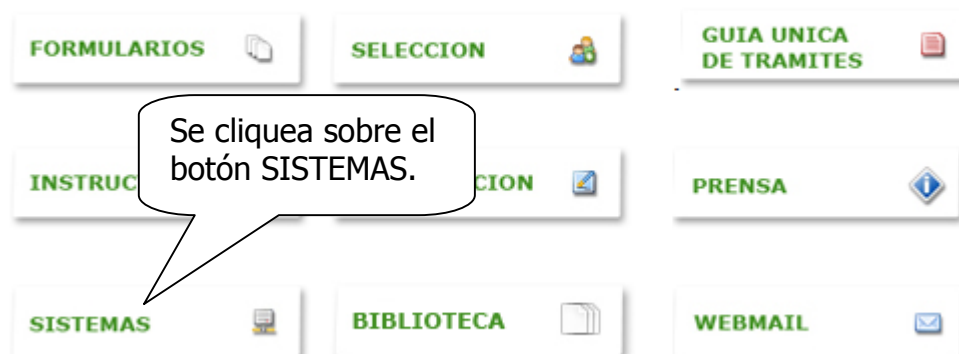 FORMULARIOS
SELECCION
GUIA UNICA
DE TRAMITES
Se cliquea sobre el
botón SISTEMAS.
INSTRUC
CION
PRENSA
SISTEMAS
BIBLIOTECA
WEBMAIL